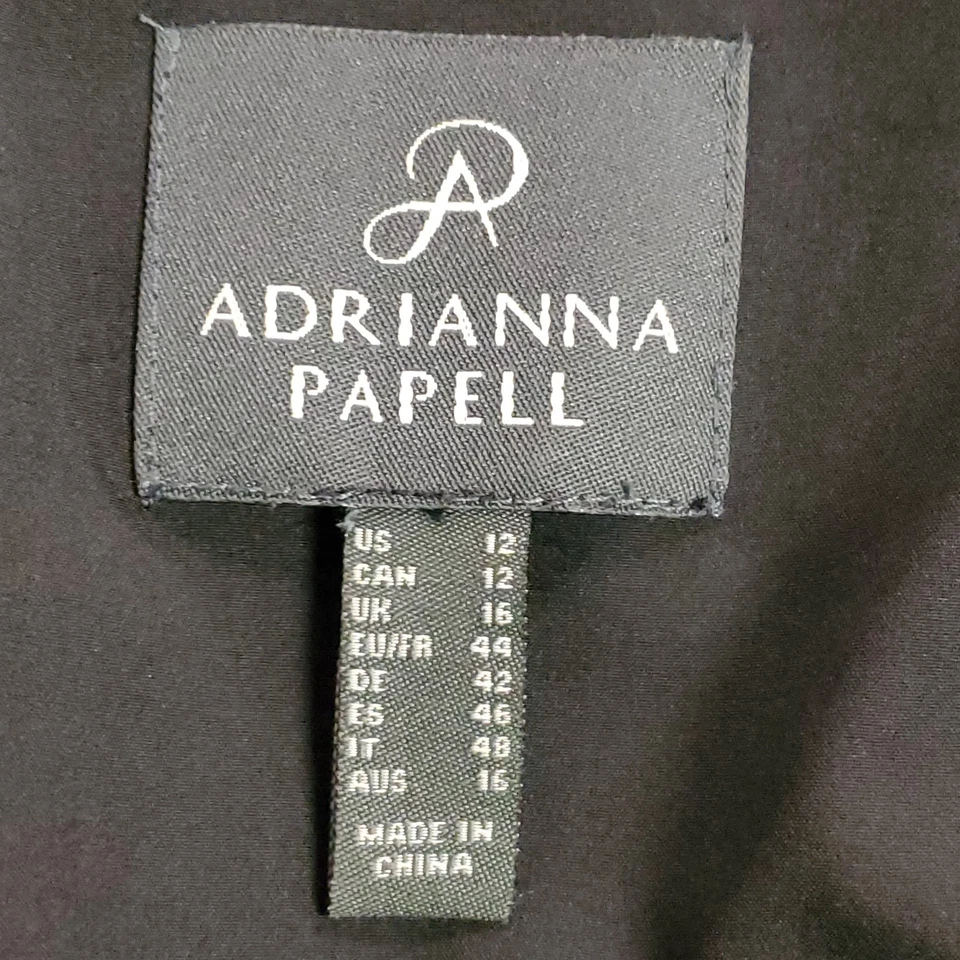 AP
ADRIANNA
PAPELL
US 12
CAN 12
UK 16
EU/FR 44
DE 42
ES 46
IT 48
AUS 16
MADE IN
CHINA